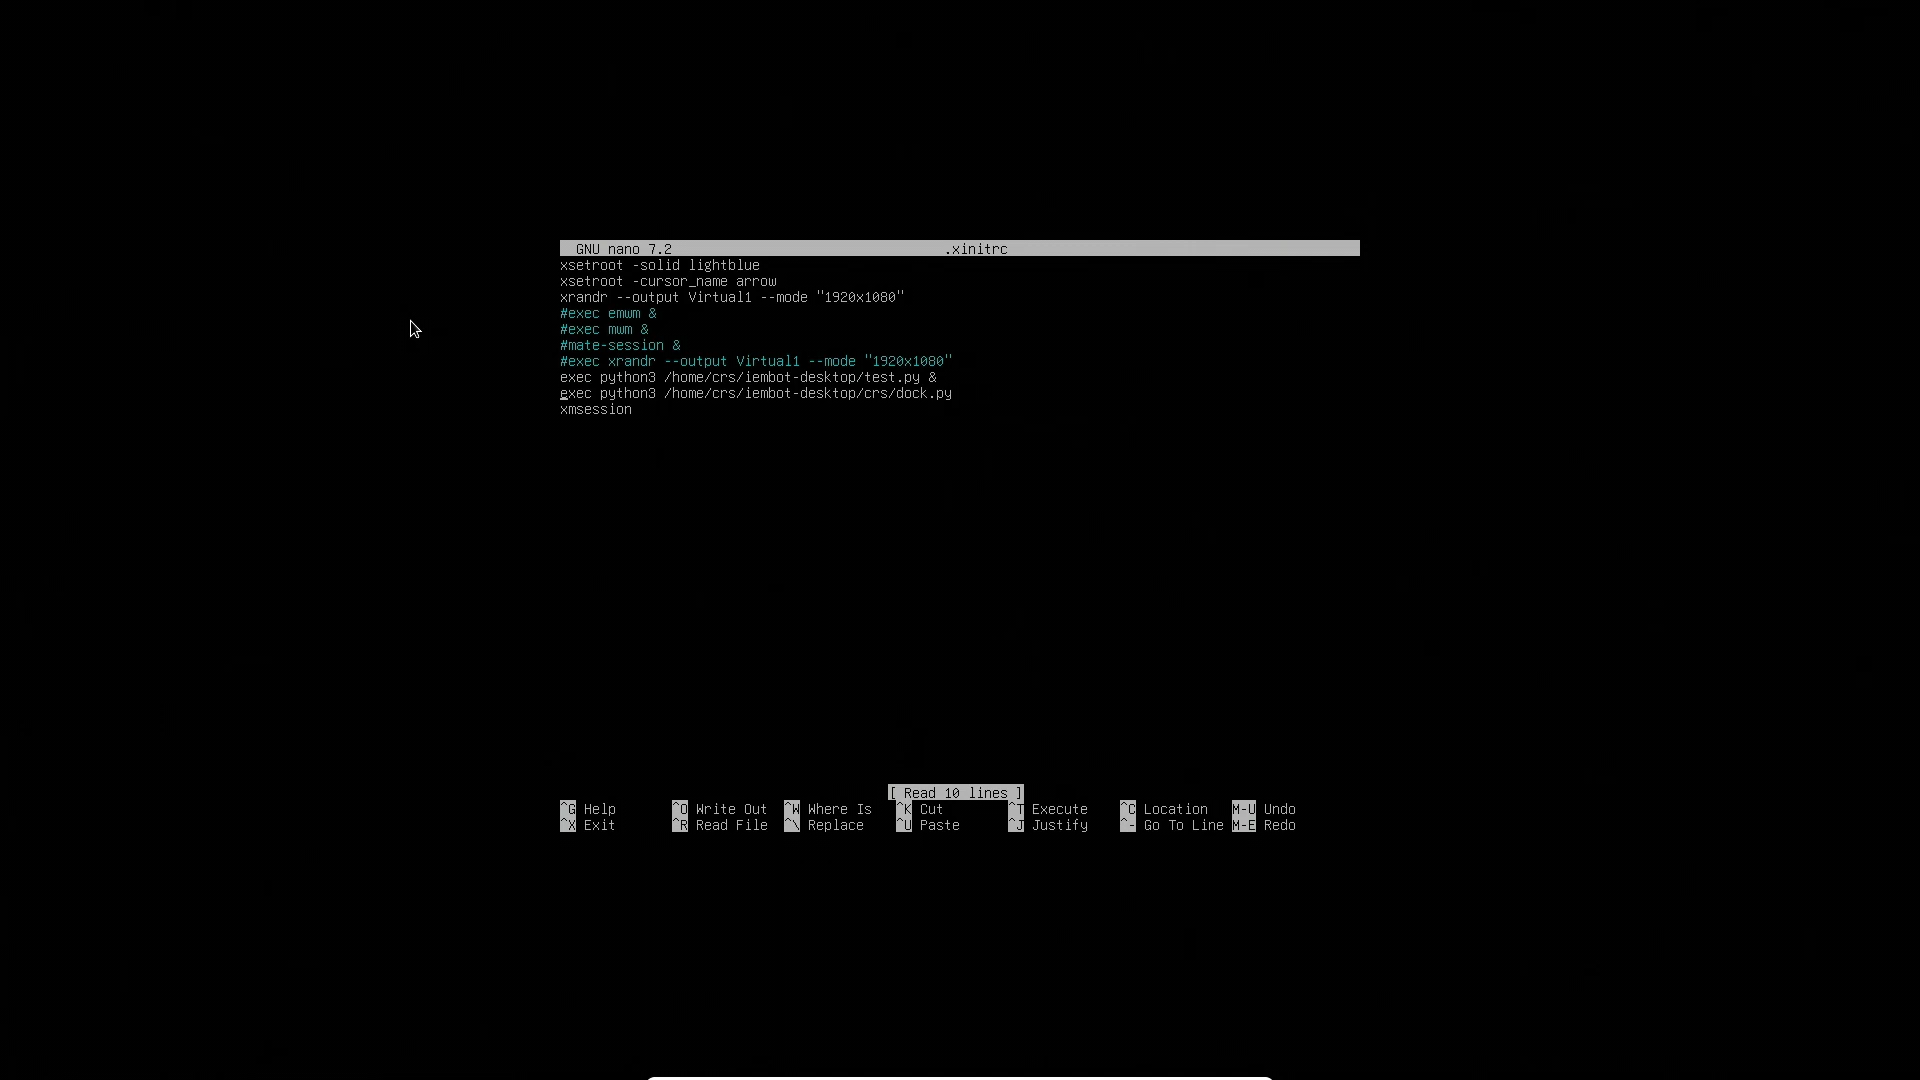 GNU nano 7.2 .xinitrc
xsetroot -solid lightblue
xsetroot -cursor_name arrow
xrandr --output Virtual1 --mode "1920x1080"
#exec emwm &
#exec mwm &
#mate-session &
#exec xrandr --output Virtual1 --mode "1920x1080"
exec python3 /home/crs/iembot-desktop/test.py &
exec python3 /home/crs/iembot-desktop/crs/dock.py
xmsession
[ Read 10 lines ]
^G Help ^O Write Out ^W Where Is ^K Cut ^T Execute ^C Location M-U Undo
^X Exit ^R Read File ^\ Replace ^U Paste ^J Justify ^- Go To Line M-E Redo